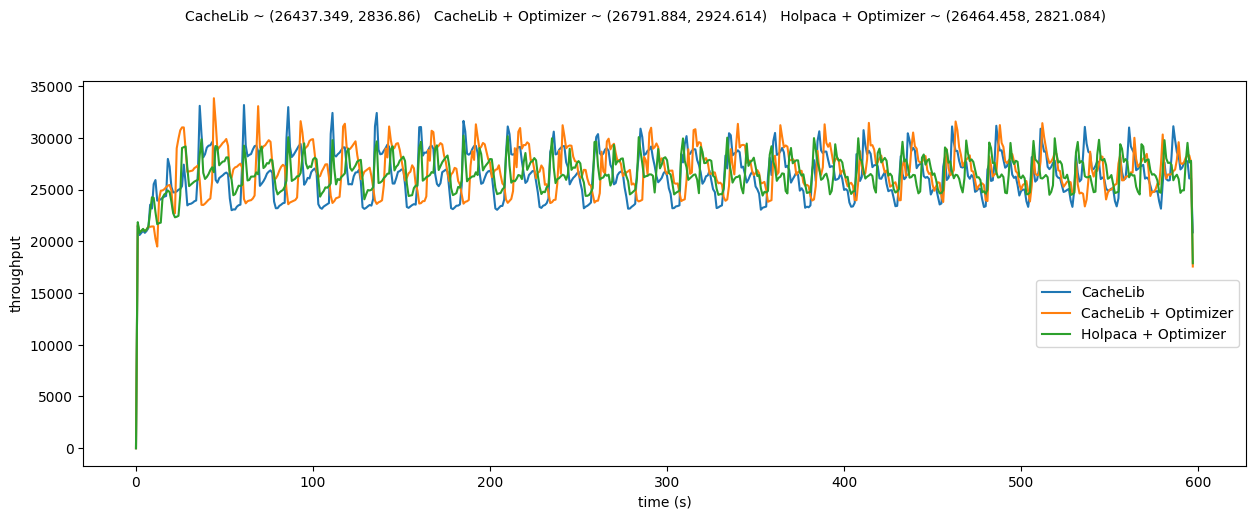 CacheLib ~ (26437.349, 2836.86)   CacheLib + Optimizer ~ (26791.884, 2924.614)   Holpaca + Optimizer ~ (26464.458, 2821.084)
35000
30000
25000
20000
15000
10000
5000
0
throughput
CacheLib
CacheLib + Optimizer
Holpaca + Optimizer
0 100 200 300 400 500 600
time (s)